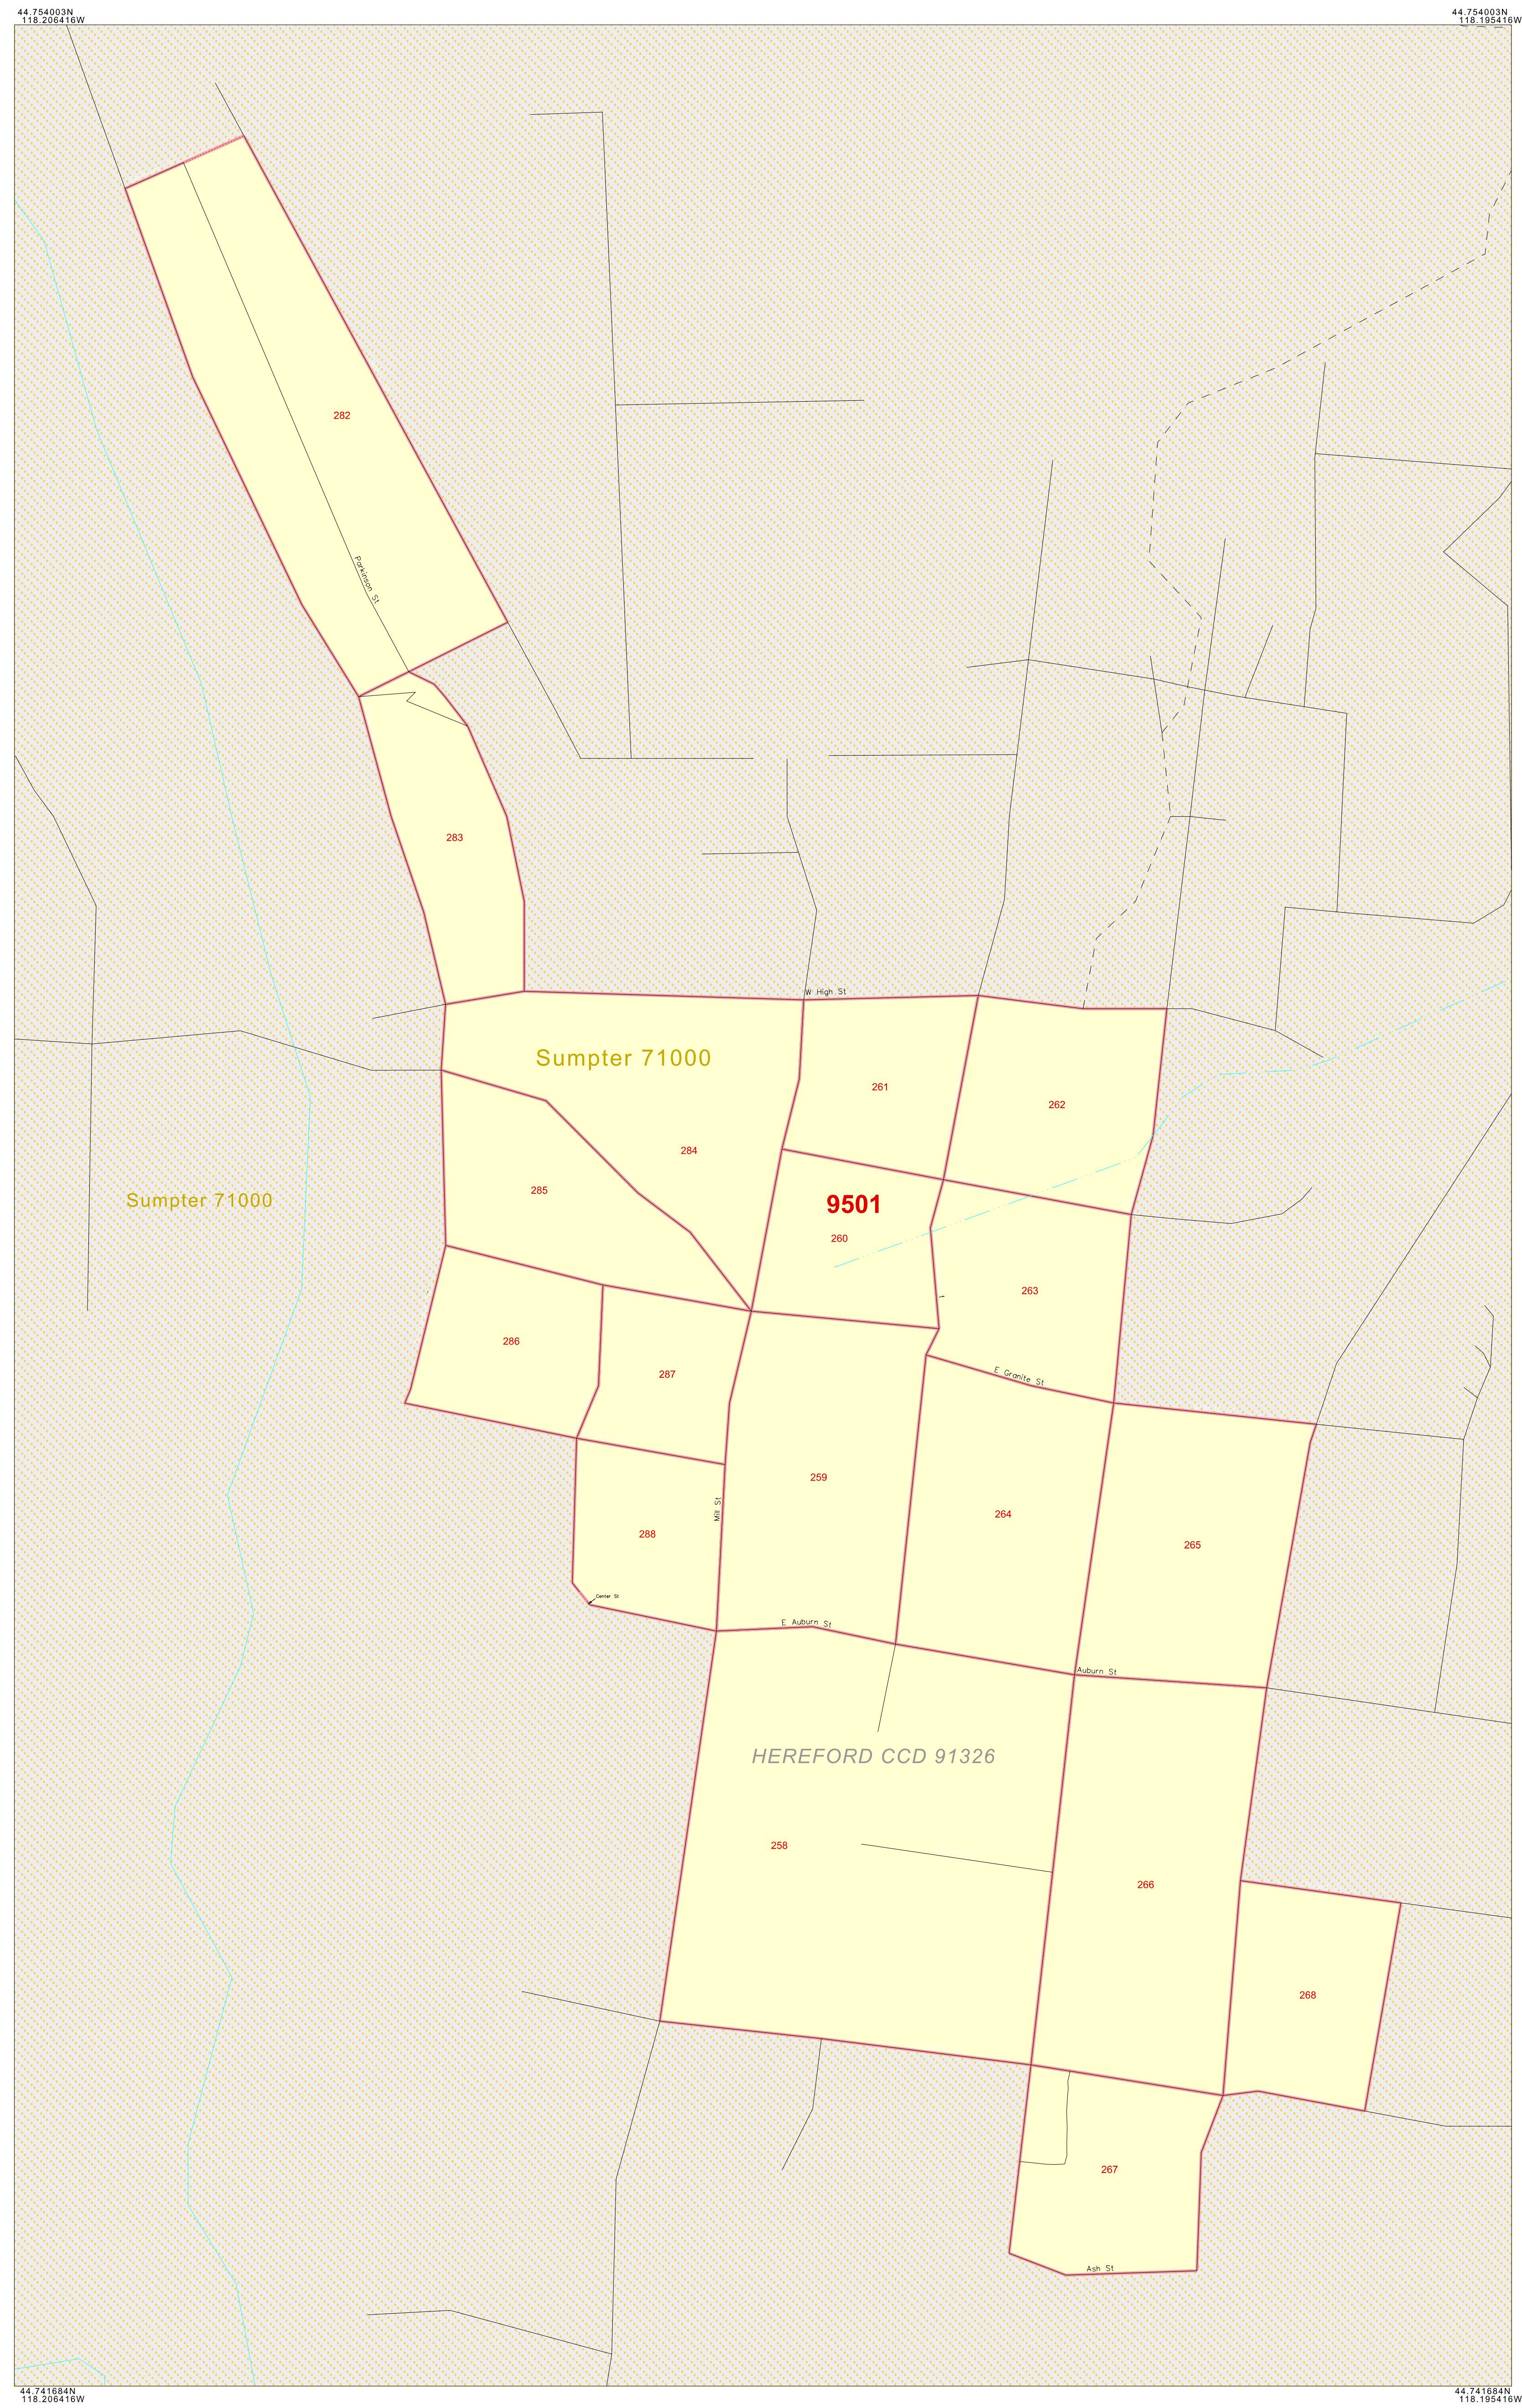 44.754003N
118.206416W
44.754003N
118.195416W
282
Parkinson St
283
W High St
Sumpter 71000
261
262
284
285
Sumpter 71000
9501
260
263
286
287
E Granite St
259
264
265
Mill St
288
Center St
E Auburn St
Auburn St
HEREFORD CCD 91326
258
266
268
267
Ash St
44.741684N
118.206416W
44.741684N
118.195416W